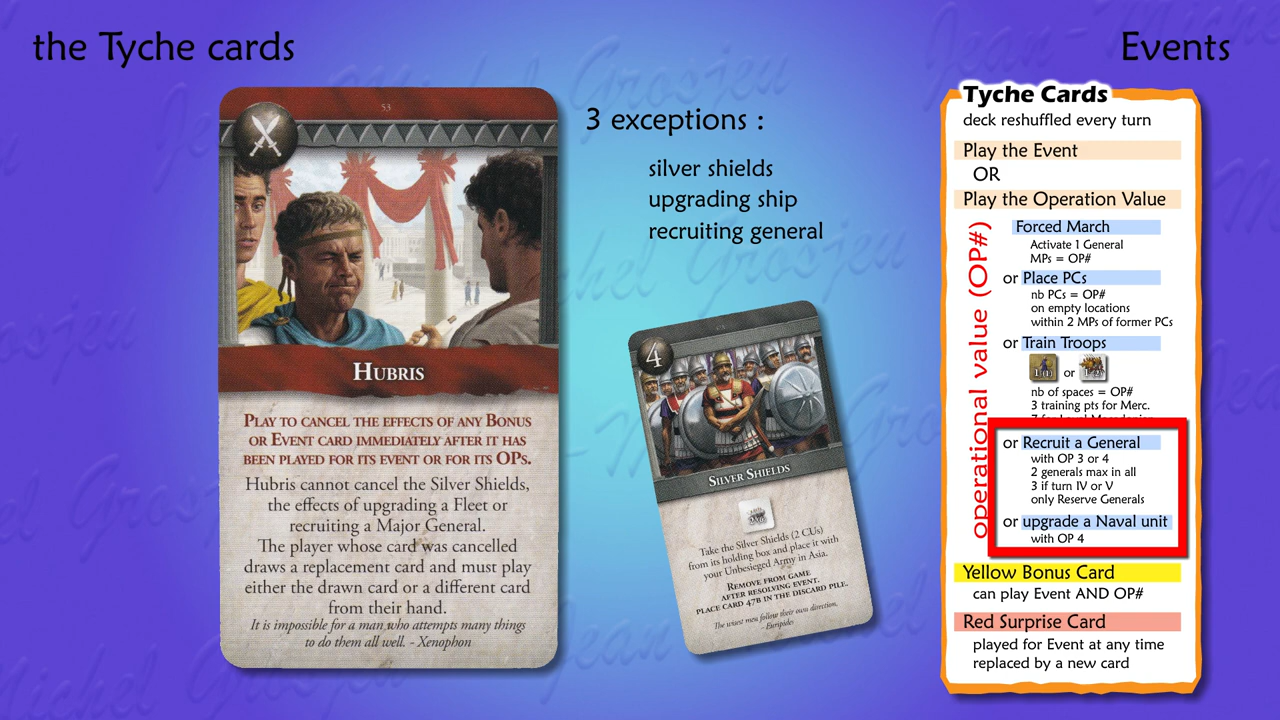 the Tyche cards
Events
53
HUBRIS
PLAY TO CANCEL THE EFFECTS OF ANY BONUS
OR EVENT CARD IMMEDIATELY AFTER IT HAS
BEEN PLAYED FOR ITS EVENT OR FOR ITS OPS.
Hubris cannot cancel the Silver Shields,
the effects of upgrading a Fleet or
recruiting a Major General.
The player whose card was cancelled
draws a replacement card and must play
either the drawn card or a different card
from their hand.
It is impossible for a man who attempts many things
to do them all well. - Xenophon
3 exceptions :
silver shields
upgrading ship
recruiting general
4
SILVER SHIELDS
Take the Silver Shields (2 CUs)
from its holding box and place it with
your Unbesieged Army in Asia.
REMOVE FROM GAME
AFTER RESOLVING EVENT.
PLACE CARD 47B IN THE DISCARD PILE.
The wisest men follow their own direction.
- Euripides
Tyche Cards
deck reshuffled every turn
Play the Event
OR
Play the Operation Value
operational value (OP#)
Forced March
Activate 1 General
MPs = OP#
or Place PCs
nb PCs = OP#
on empty locations
within 2 MPs of former PCs
or Train Troops
or
nb of spaces = OP#
3 training pts for Merc.
or Recruit a General
with OP 3 or 4
2 generals max in all
3 if turn IV or V
only Reserve Generals
or upgrade a Naval unit
with OP 4
Yellow Bonus Card
can play Event AND OP#
Red Surprise Card
played for Event at any time
replaced by a new card